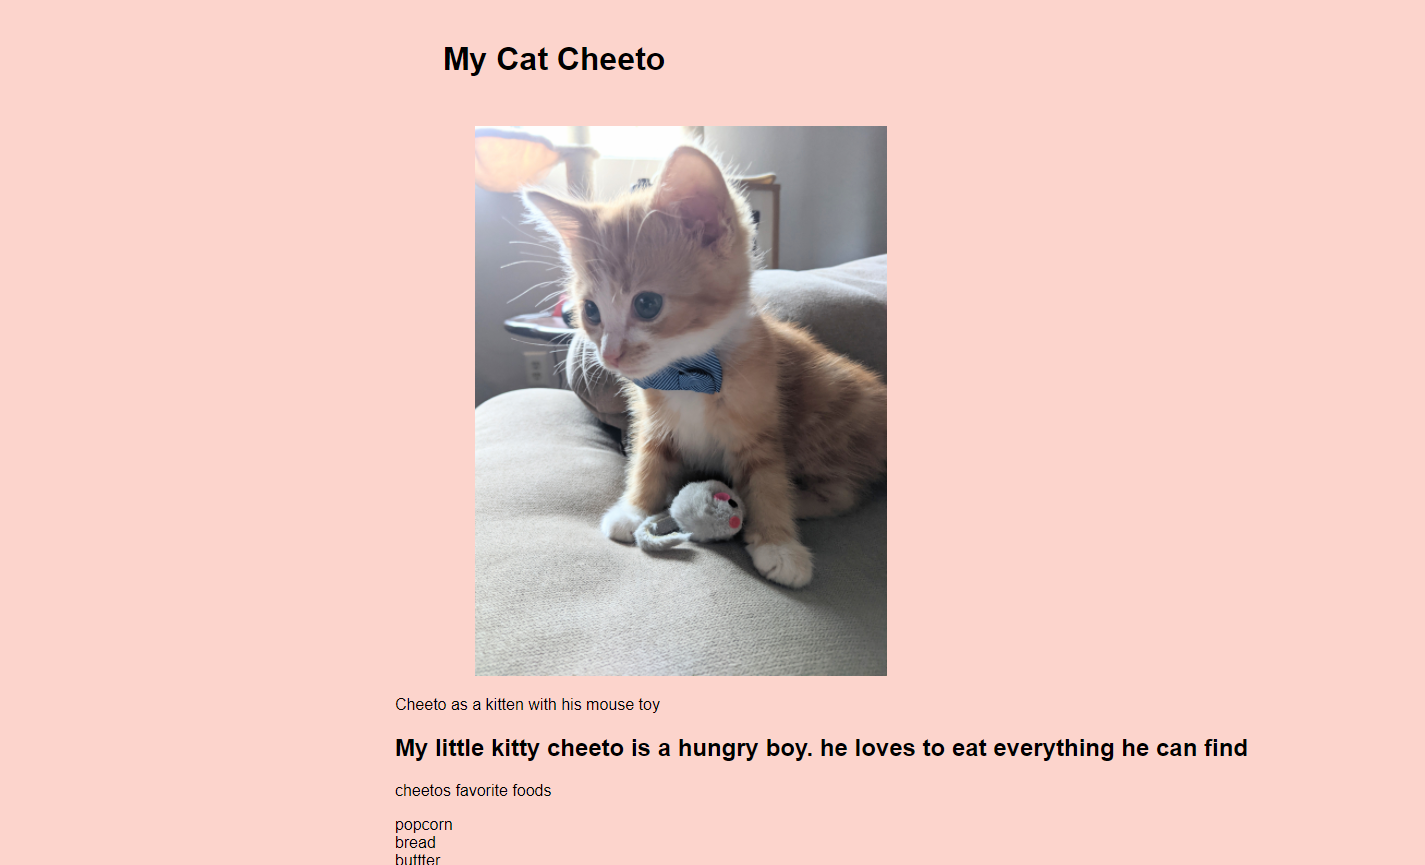 My Cat Cheeto
Cheeto as a kitten with his mouse toy
My little kitty cheeto is a hungry boy. he loves to eat everything he can find
cheetos favorite foods
popcorn
bread
buttter